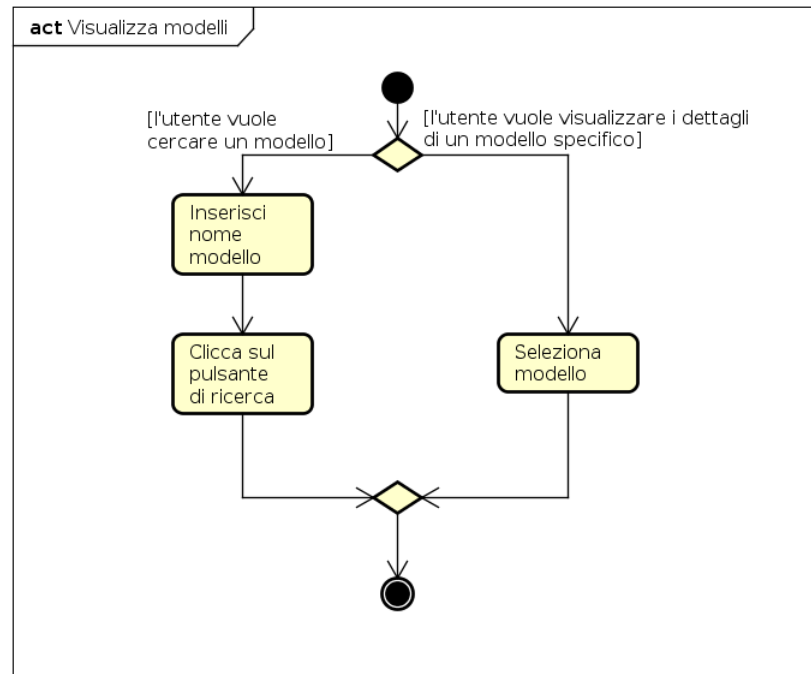 act Visualizza modelli
[l'utente vuole
cercare un modello]
[l'utente vuole visualizzare i dettagli
di un modello specifico]
Inserisci
nome
modello
Clicca sul
pulsante
di ricerca
Seleziona
modello